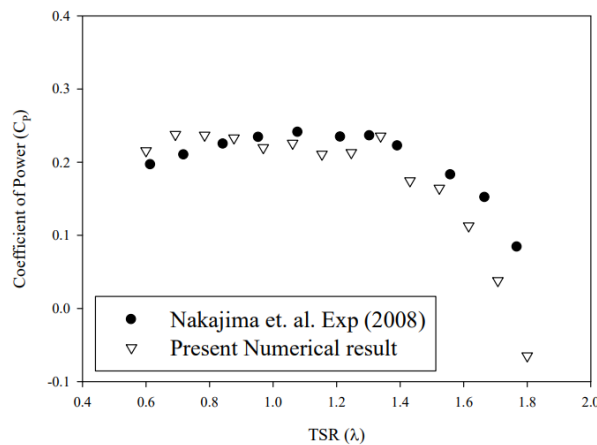 0.4
0.3
0.2
0.1
0.0
-0.1
Coefficient of Power (CP)
Nakajima et. al. Exp (2008)
Present Numerical result
0.4 0.6 0.8 1.0 1.2 1.4 1.6 1.8 2.0
TSR (λ)